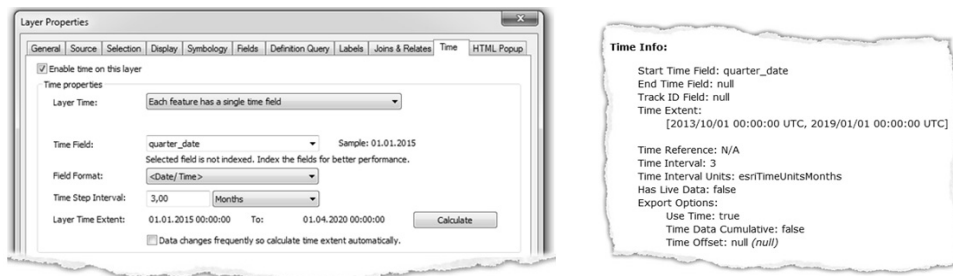 Layer Properties
General Source Selection Display Symbology Fields Definition Query Labels Joins & Relates Time HTML Popup
Enable time on this layer
Time properties
Layer Time: Each feature has a single time field
Time Field: quarter_date Sample: 01.01.2015
Selected field is not indexed. Index the fields for better performance.
Field Format: <Date/Time>
Time Step Interval: 3,00 Months
Layer Time Extent: 01.01.2015 00:00:00 To: 01.04.2020 00:00:00 Calculate
Data changes frequently so calculate time extent automatically.
Time Info:
Start Time Field: quarter_date
End Time Field: null
Track ID Field: null
Time Extent:
[2013/10/01 00:00:00 UTC, 2019/01/01 00:00:00 UTC]
Time Reference: N/A
Time Interval: 3
Time Interval Units: esriTimeUnitsMonths
Has Live Data: false
Export Options:
Use Time: true
Time Data Cumulative: false
Time Offset: null (null)